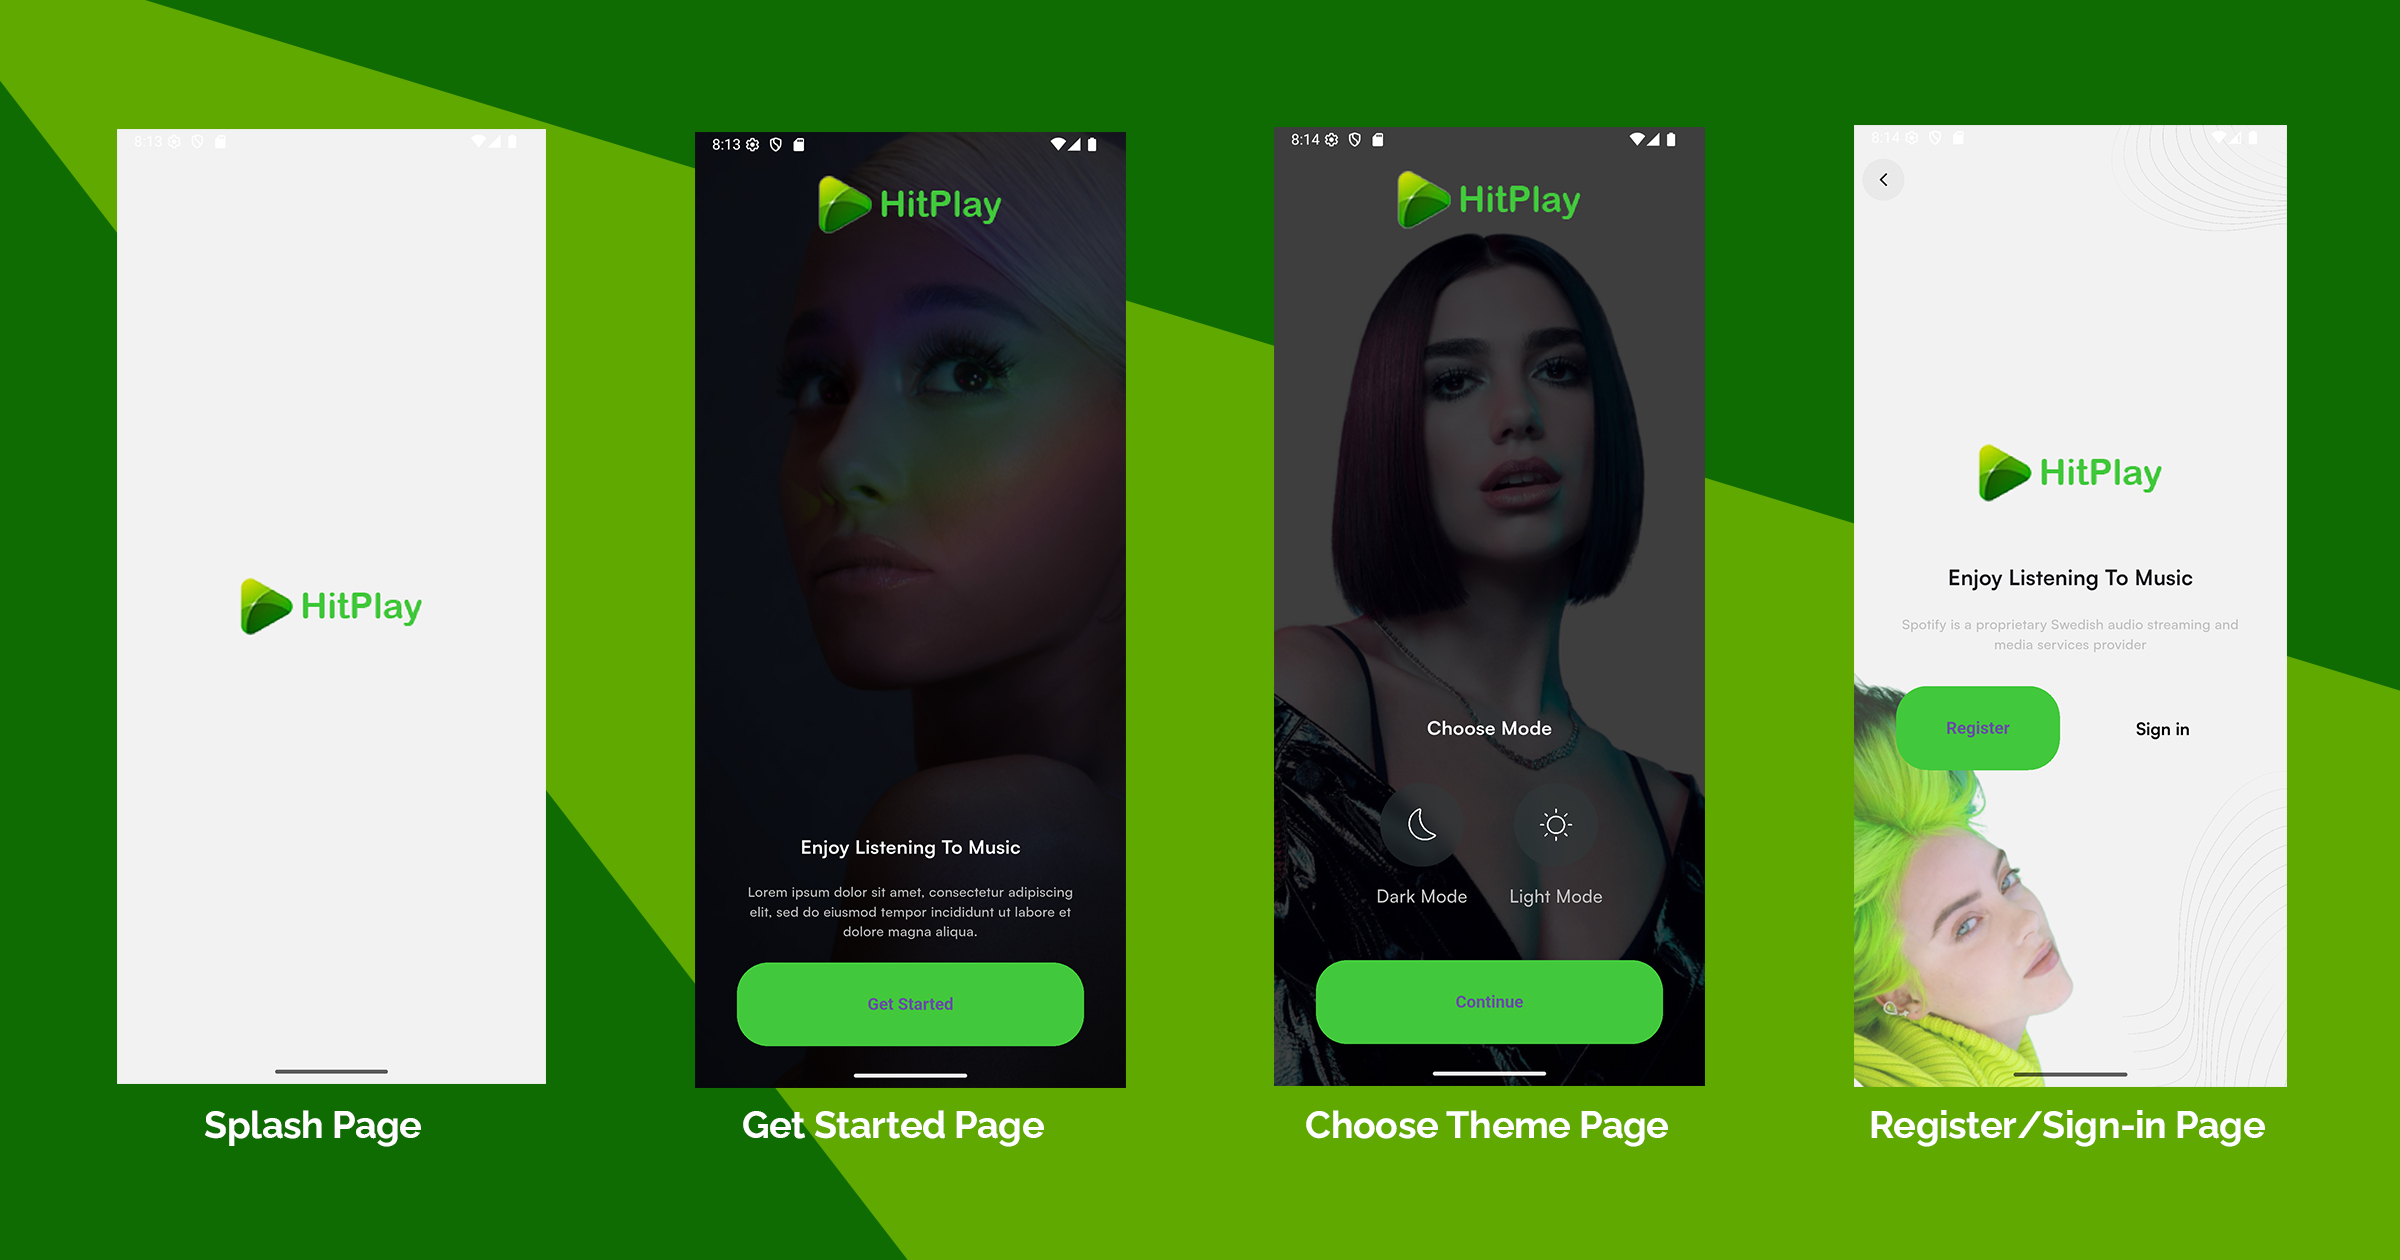 8:13
HitPlay
Splash Page
8:13
HitPlay
Enjoy Listening To Music
Lorem ipsum dolor sit amet, consectetur adipiscing
elit, sed do eiusmod tempor incididunt ut labore et
dolore magna aliqua.
Get Started
Get Started Page
8:14
HitPlay
Choose Mode
Dark Mode
Light Mode
Continue
Choose Theme Page
8:14
HitPlay
Enjoy Listening To Music
Spotify is a proprietary Swedish audio streaming and
media services provider
Register
Sign in
Register/Sign-in Page